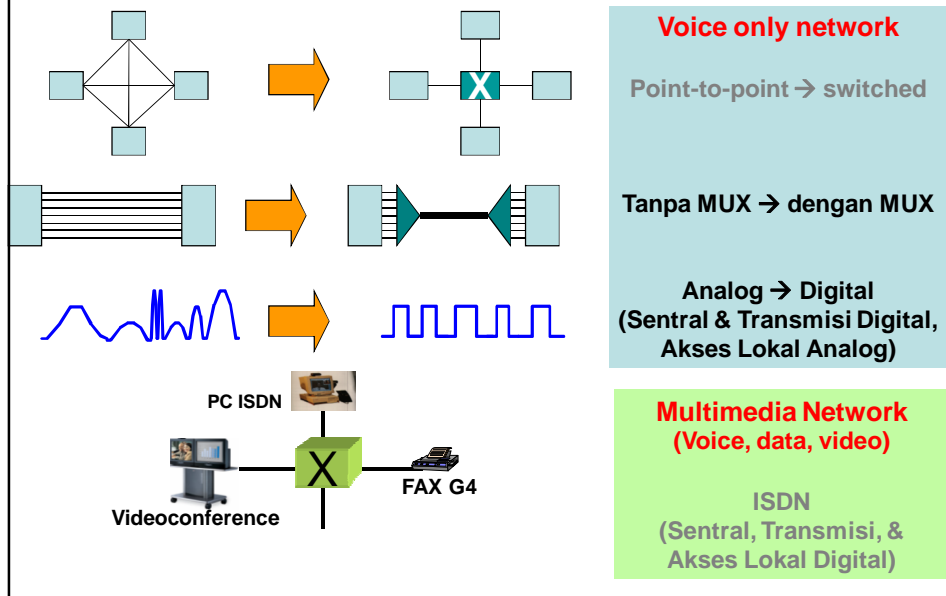 Voice only network
X
Point-to-point → switched
Tanpa MUX → dengan MUX
Analog → Digital
(Sentral & Transmisi Digital,
Akses Lokal Analog)
PC ISDN
X
FAX G4
Videoconference
Multimedia Network
(Voice, data, video)
ISDN
(Sentral, Transmisi, &
Akses Lokal Digital)